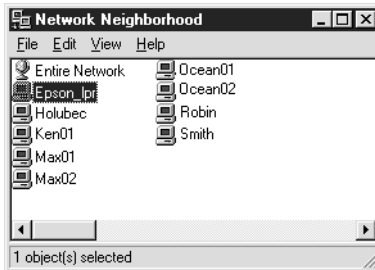 Network Neighborhood
File Edit View Help
Entire Network
Epson_lpr
Holubec
Ken01
Max01
Max02
Ocean01
Ocean02
Robin
Smith
1 object(s) selected